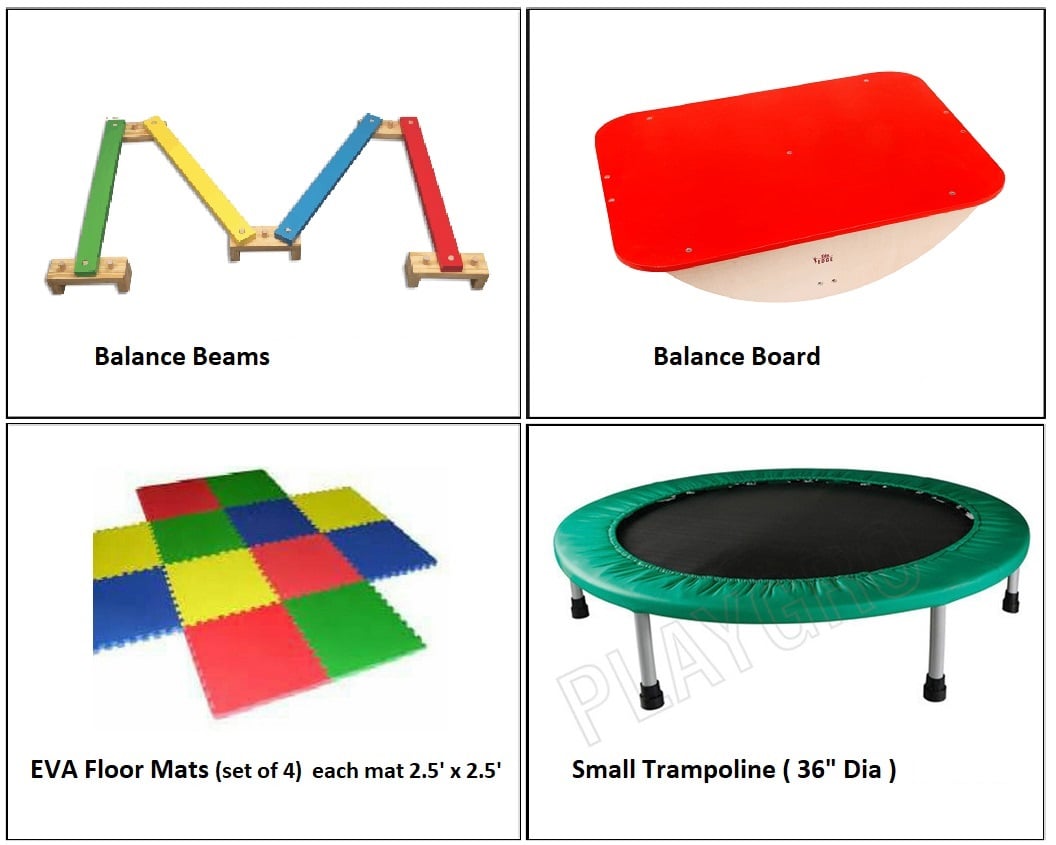 Balance Beams
Balance Board
EVA Floor Mats (set of 4) each mat 2.5' x 2.5'
Small Trampoline ( 36" Dia )